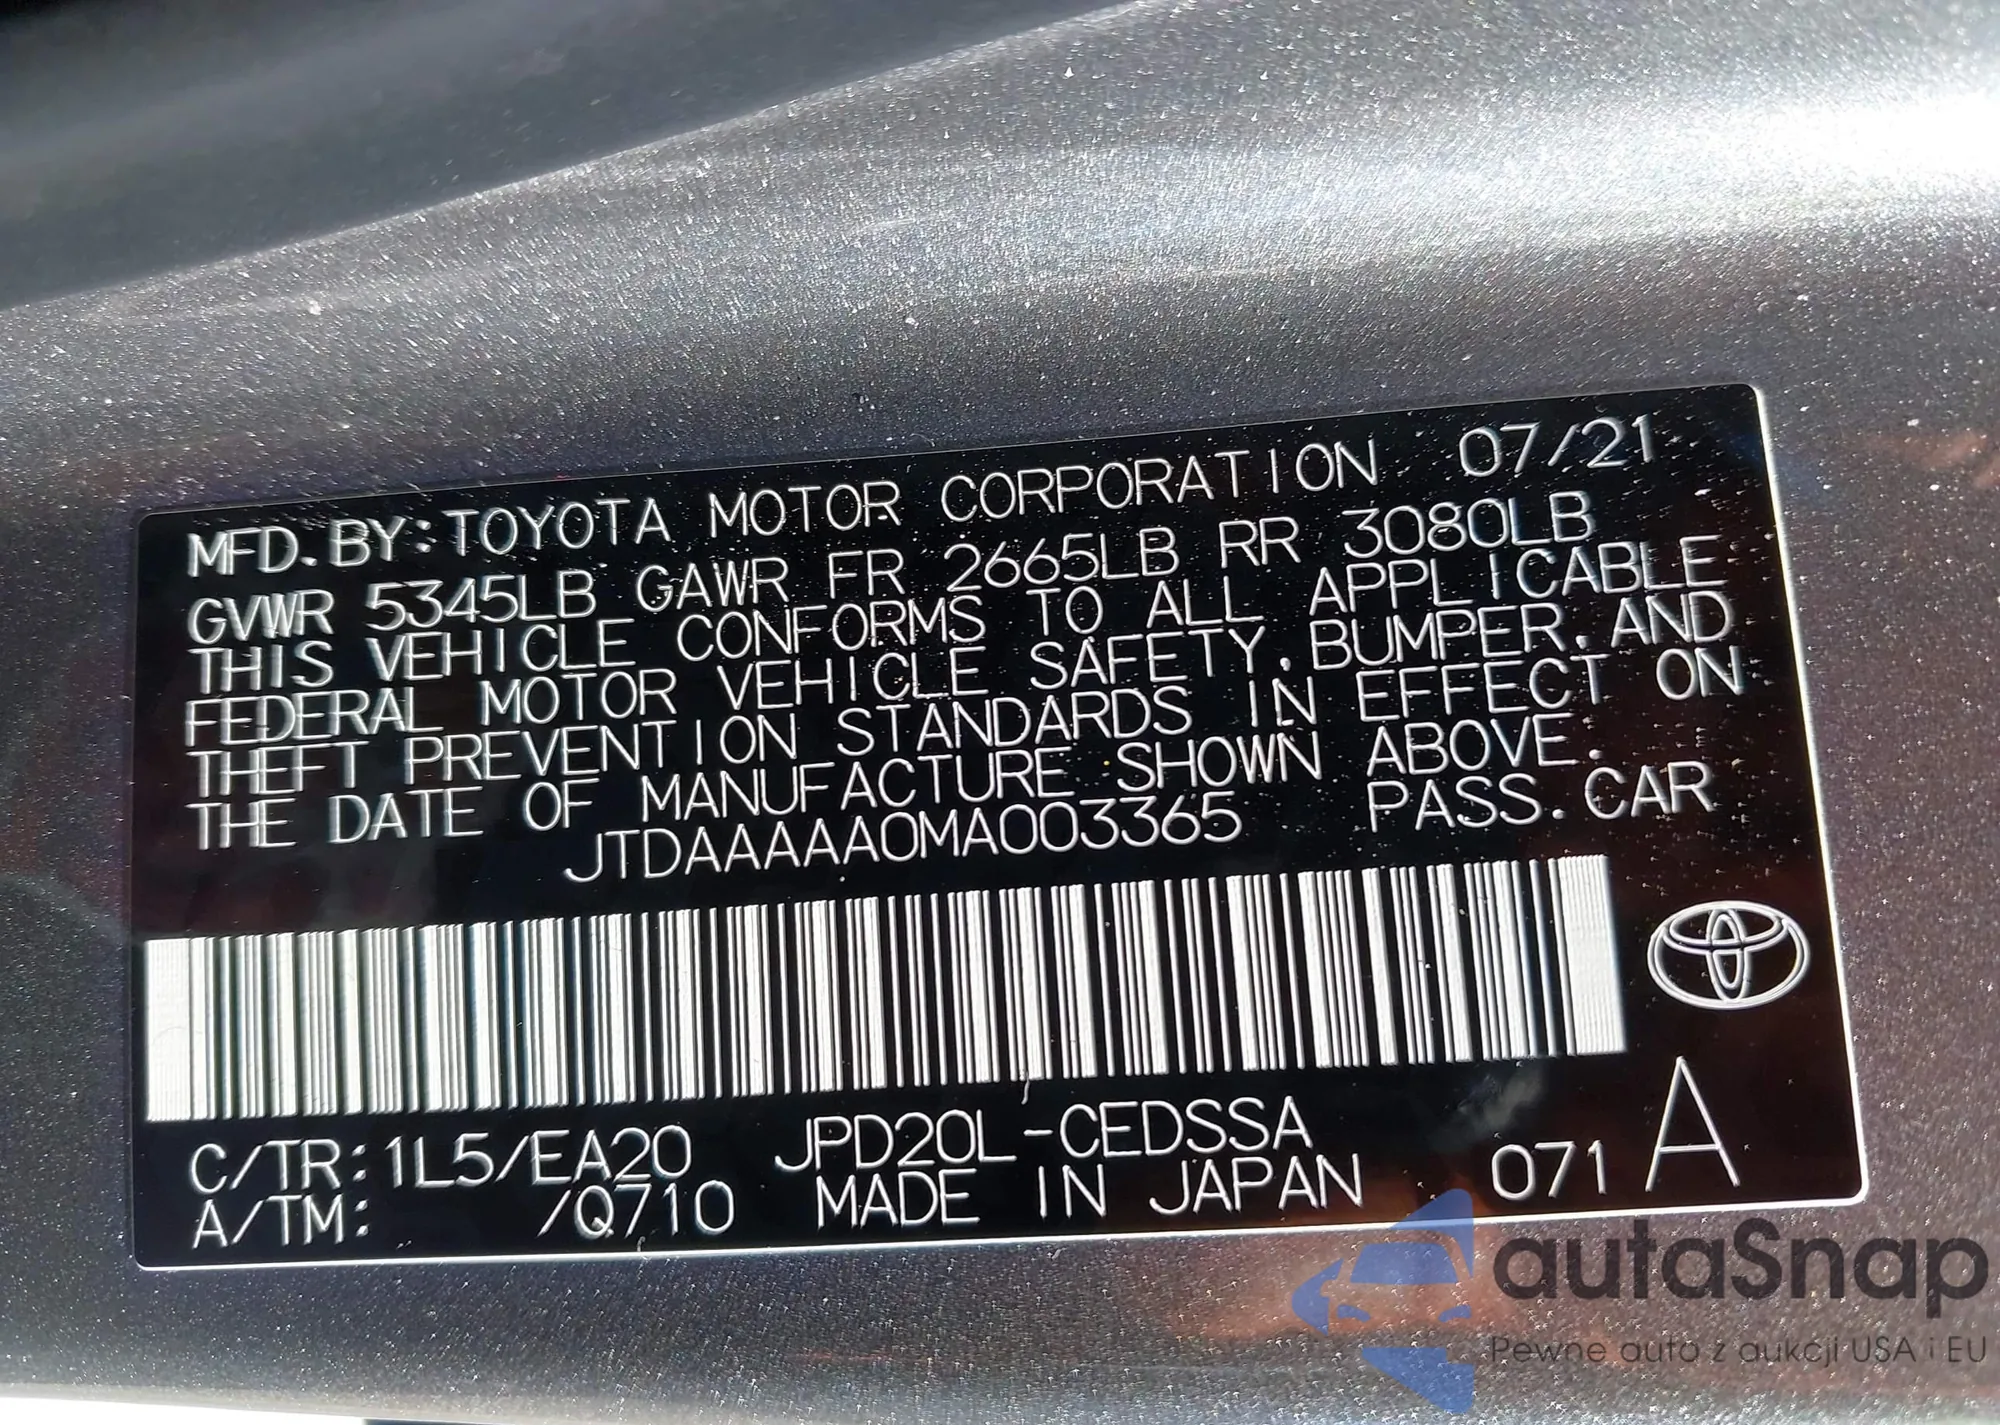 MFD.BY:TOYOTA MOTOR CORPORATION 07/21
GVWR 5345LB GAWR FR 2665LB RR 3080LB
THIS VEHICLE CONFORMS TO ALL APPLICABLE
FEDERAL MOTOR VEHICLE SAFETY,BUMPER,AND
THEFT PREVENTION STANDARDS IN EFFECT ON
THE DATE OF MANUFACTURE SHOWN ABOVE.
JTDAAAAA0MA003365 PASS.CAR
C/TR:1L5/EA20 JPD20L-CEDSSA
A/TM: /Q710 MADE IN JAPAN 071 A
autaSnap
Pewne auto z aukcji USA i EU